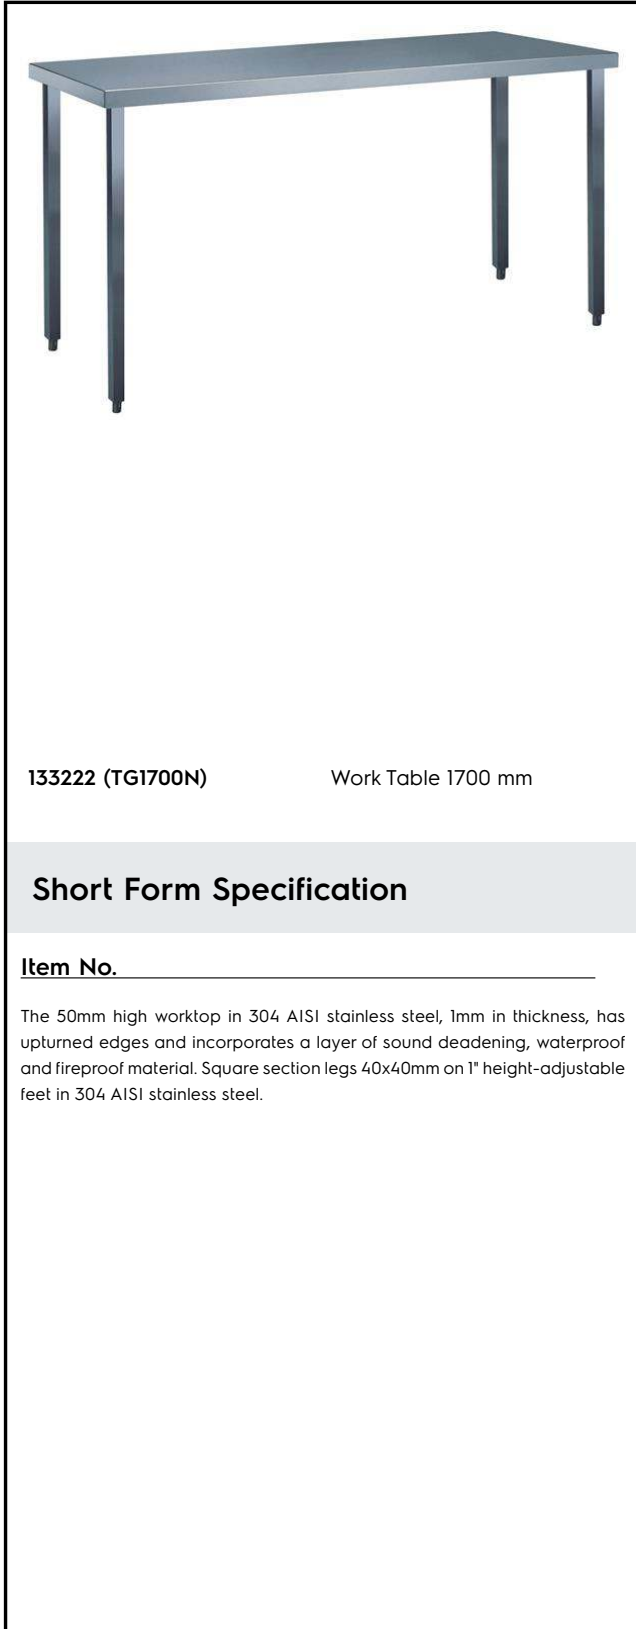 133222 (TG1700N) Work Table 1700 mm
Short Form Specification
Item No.
The 50mm high worktop in 304 AISI stainless steel, 1mm in thickness, has
upturned edges and incorporates a layer of sound deadening, waterproof
and fireproof material. Square section legs 40x40mm on 1" height-adjustable
feet in 304 AISI stainless steel.